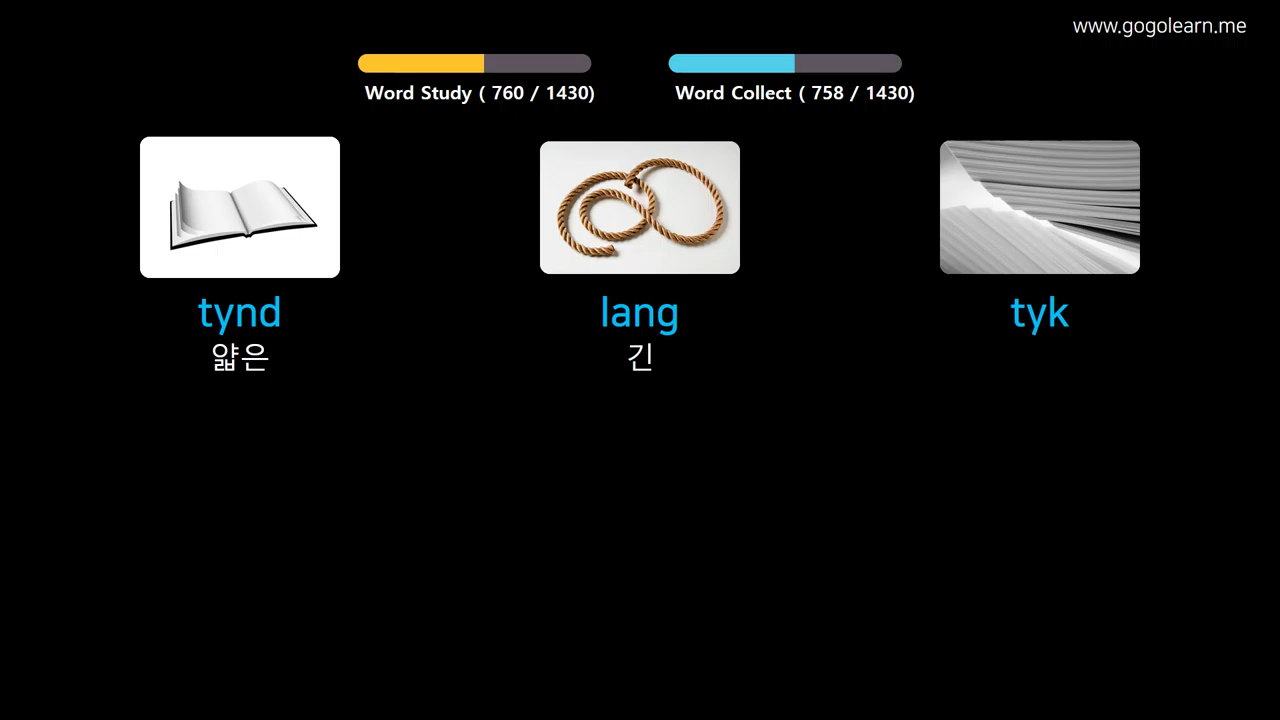 www.gogolearn.me
Word Study ( 760 / 1430)
Word Collect ( 758 / 1430)
tynd
lang
tyk
얇은
긴